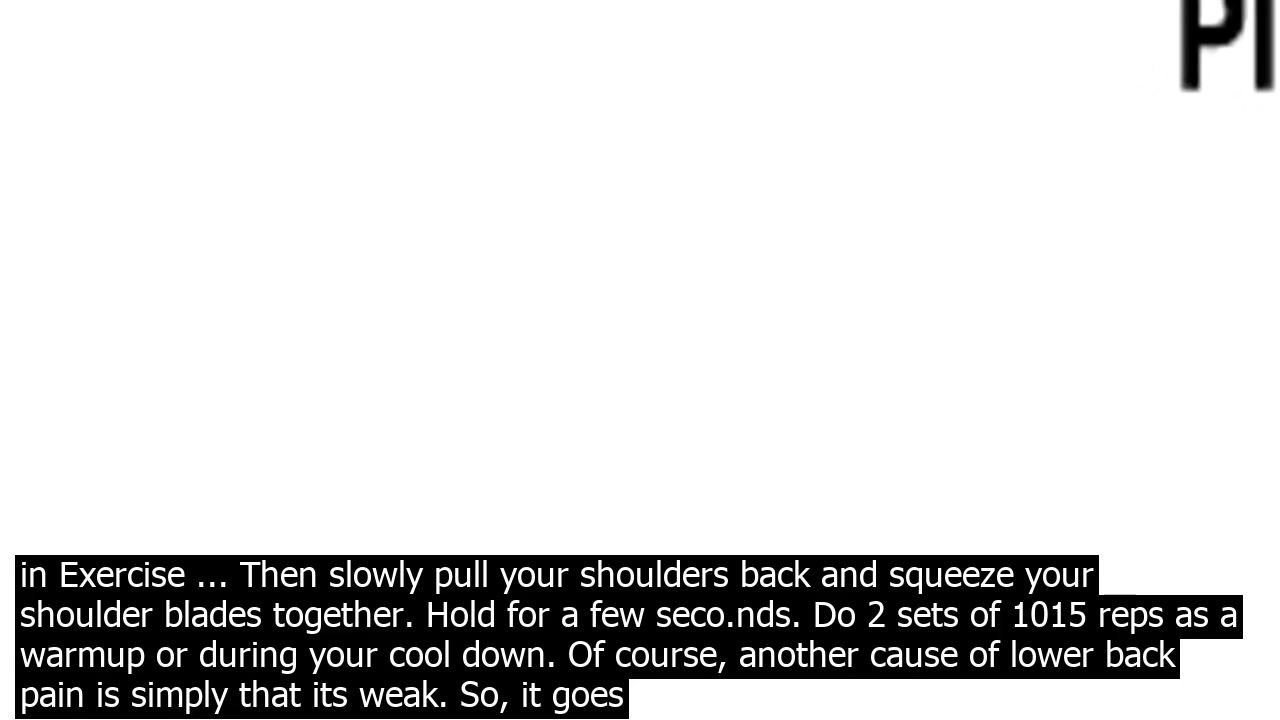 PI
in Exercise ... Then slowly pull your shoulders back and squeeze your
shoulder blades together. Hold for a few seco.nds. Do 2 sets of 1015 reps as a
warmup or during your cool down. Of course, another cause of lower back
pain is simply that its weak. So, it goes